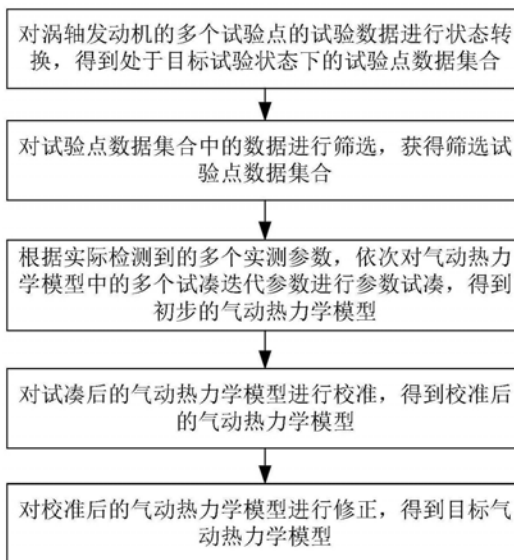 对涡轴发动机的多个试验点的试验数据进行状态转
换，得到处于目标试验状态下的试验点数据集合
对试验点数据集合中的数据进行筛选，获得筛选试
验点数据集合
根据实际检测到的多个实测参数，依次对气动热力
学模型中的多个试凑迭代参数进行参数试凑，得到
初步的气动热力学模型
对试凑后的气动热力学模型进行校准，得到校准后
的气动热力学模型
对校准后的气动热力学模型进行修正，得到目标气
动热力学模型